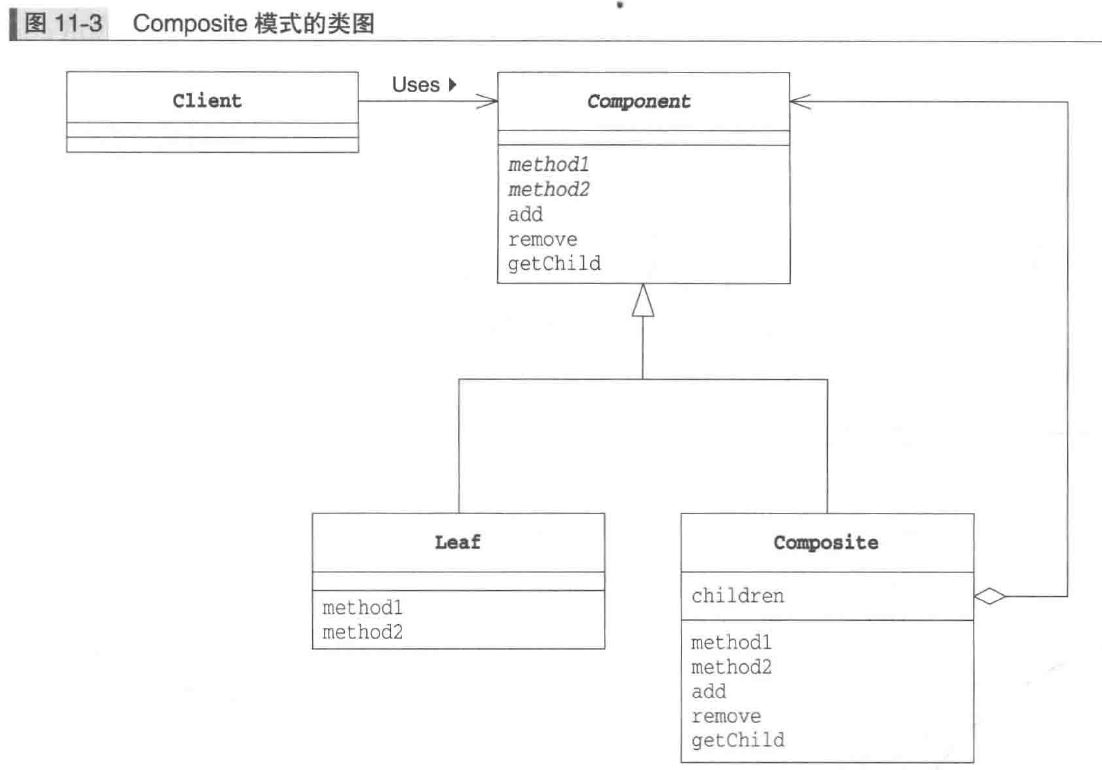 图 11-3 Composite 模式的类图
Client
Uses
Component
method1
method2
add
remove
getChild
Leaf
method1
method2
Composite
children
method1
method2
add
remove
getChild